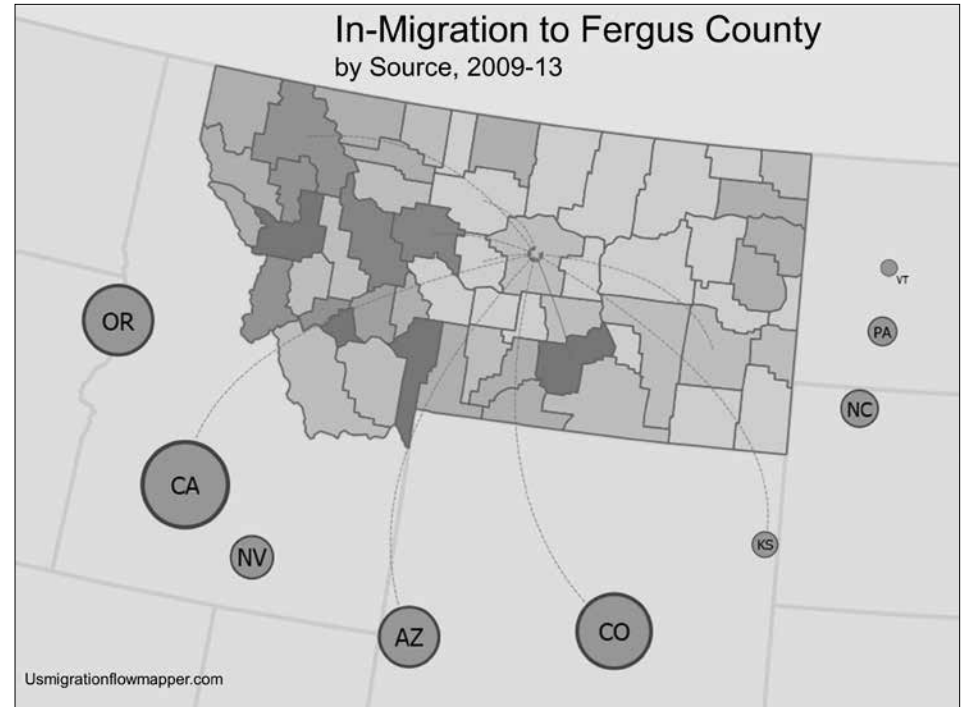 In-Migration to Fergus County
by Source, 2009-13
VT
OR
PA
NC
CA
KS
NV
AZ
CO
Usmigrationflowmapper.com